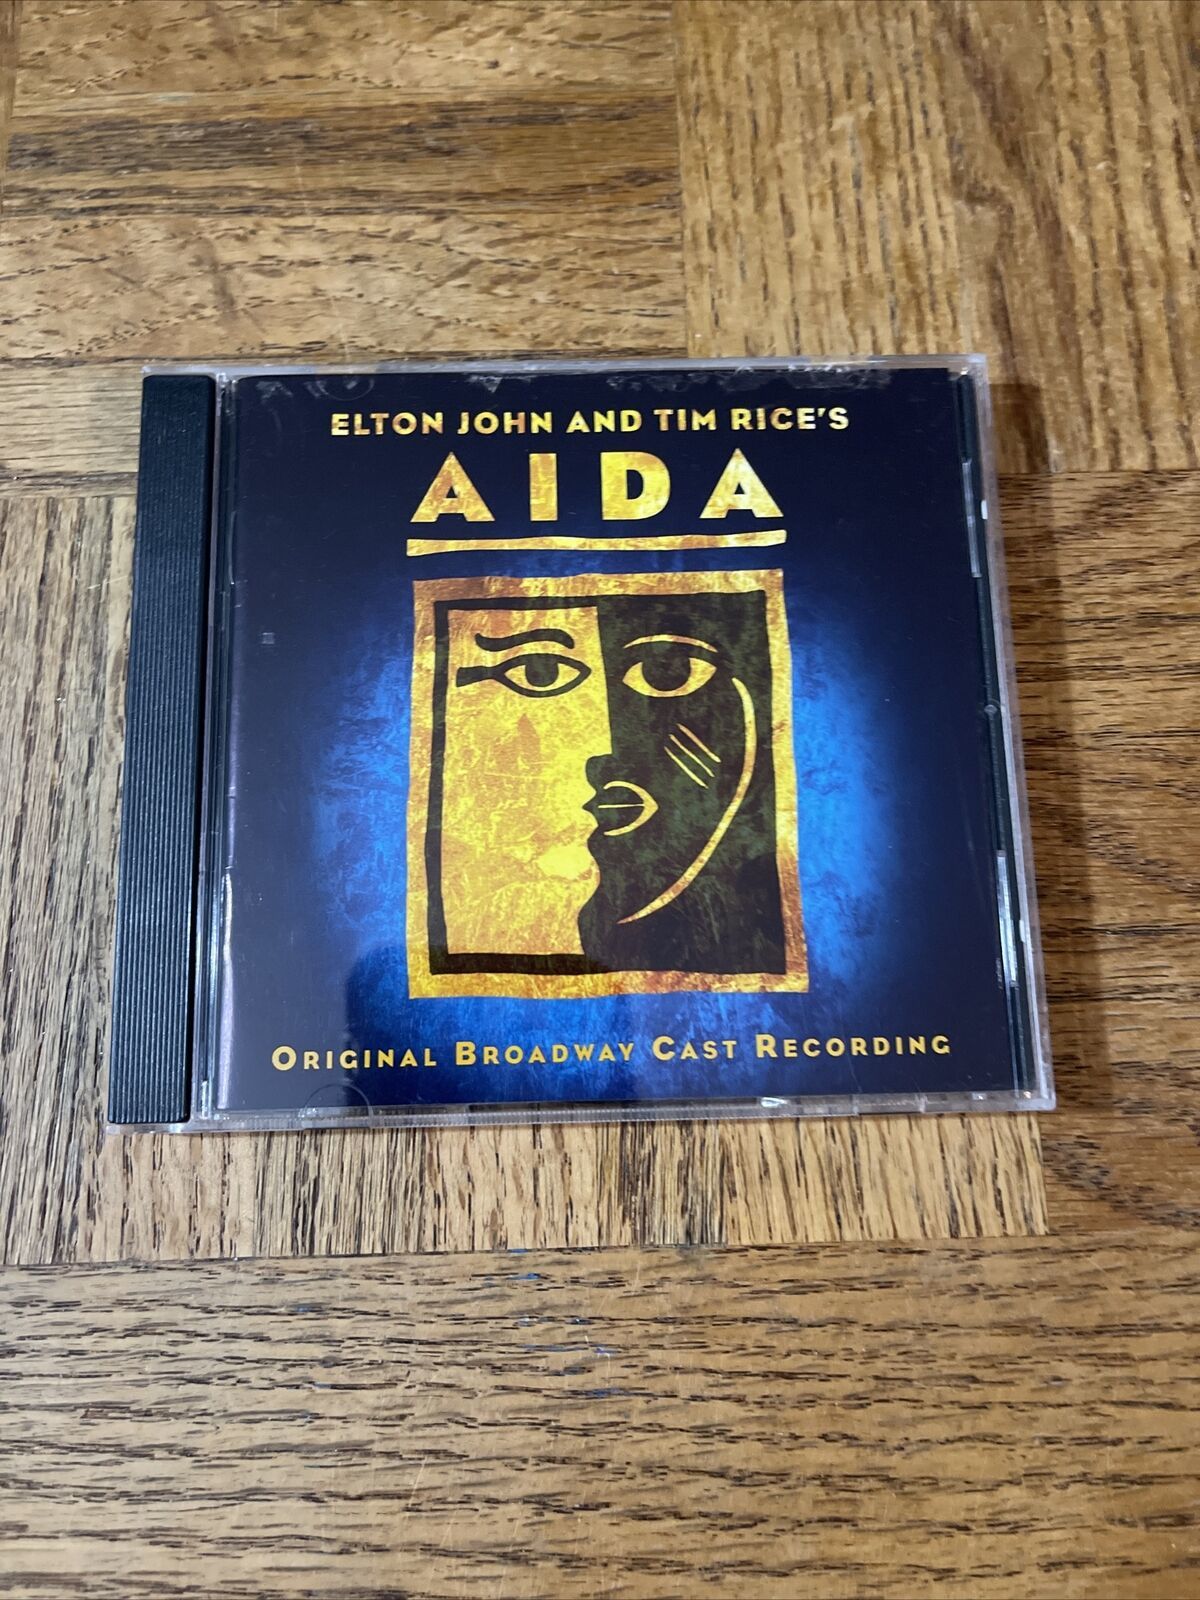 ELTON JOHN AND TIM RICE'S
AIDA
ORIGINAL BROADWAY CAST RECORDING